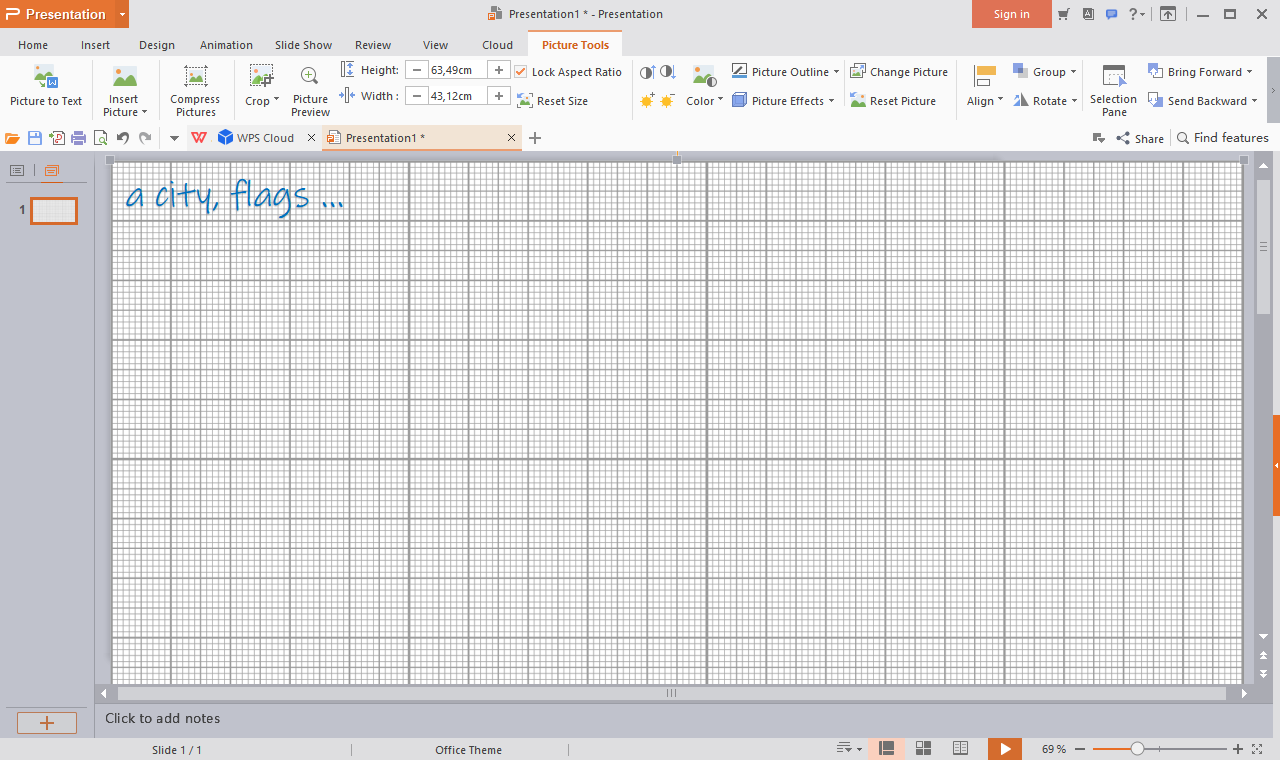 Presentation
Presentation1 * - Presentation
Sign in
Home Insert Design Animation Slide Show Review View Cloud Picture Tools
Picture to Text
Insert Picture
Compress Pictures
Crop
Picture Preview
Height: 63,49cm
Width : 43,12cm
Lock Aspect Ratio
Reset Size
Color
Picture Outline
Picture Effects
Change Picture
Reset Picture
Align
Group
Rotate
Selection Pane
Bring Forward
Send Backward
WPS Cloud
Presentation1 *
Share
Find features
1
a city, flags ...
Click to add notes
Slide 1 / 1
Office Theme
69 %